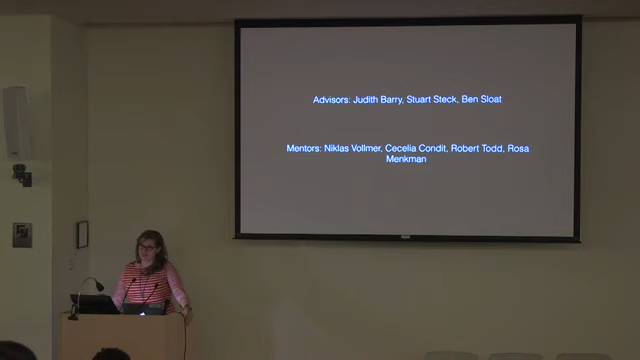 Advisors: Judith Barry, Stuart Steck, Ben Sloat
Mentors: Niklas Vollmer, Cecelia Condit, Robert Todd, Rosa
Menkman